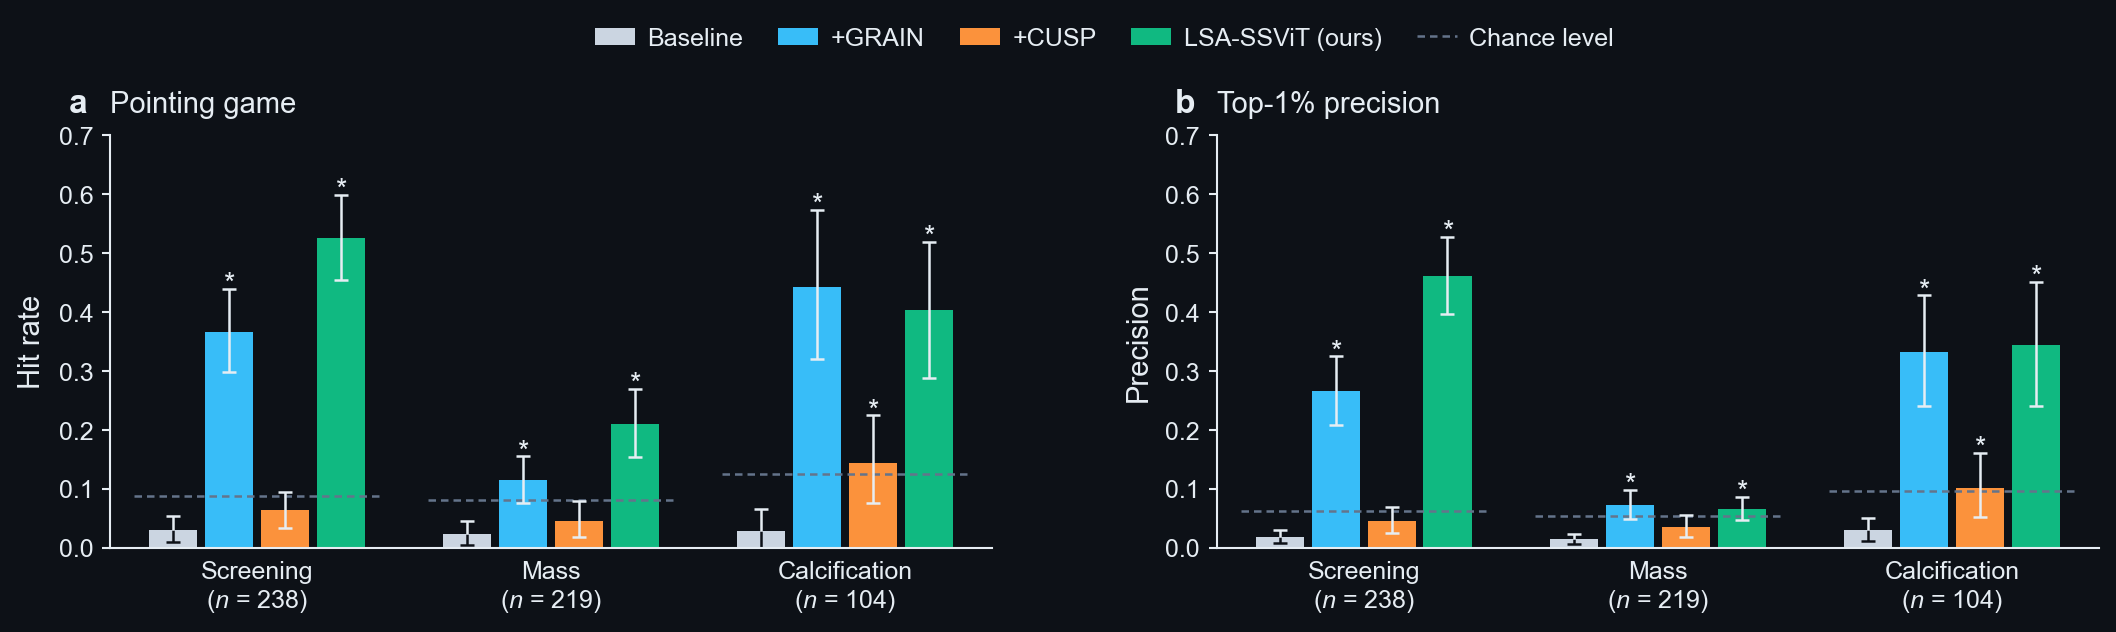 Baseline +GRAIN +CUSP LSA-SSViT (ours) Chance level
a Pointing game
0.7
0.6
0.5
0.4
0.3
0.2
0.1
0.0
Hit rate
* * * * * * *
Screening Mass Calcification
(n = 238) (n = 219) (n = 104)
b Top-1% precision
0.7
0.6
0.5
0.4
0.3
0.2
0.1
0.0
Precision
* * * * * * *
Screening Mass Calcification
(n = 238) (n = 219) (n = 104)